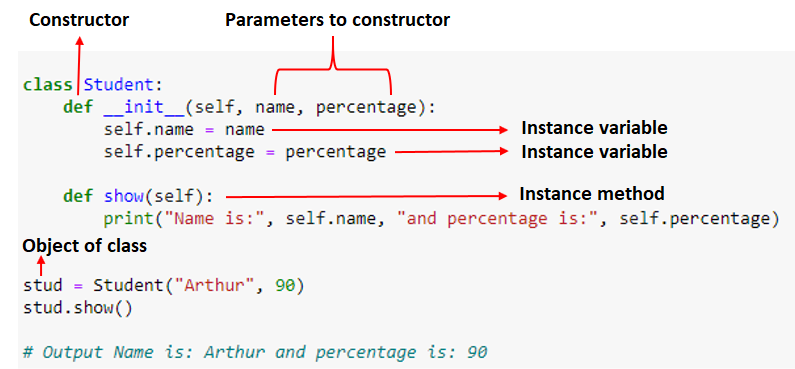 Constructor
Parameters to constructor
class Student:
def __init__(self, name, percentage):
self.name = name
Instance variable
self.percentage = percentage
Instance variable
def show(self):
Instance method
print("Name is:", self.name, "and percentage is:", self.percentage)
Object of class
stud = Student("Arthur", 90)
stud.show()
# Output Name is: Arthur and percentage is: 90